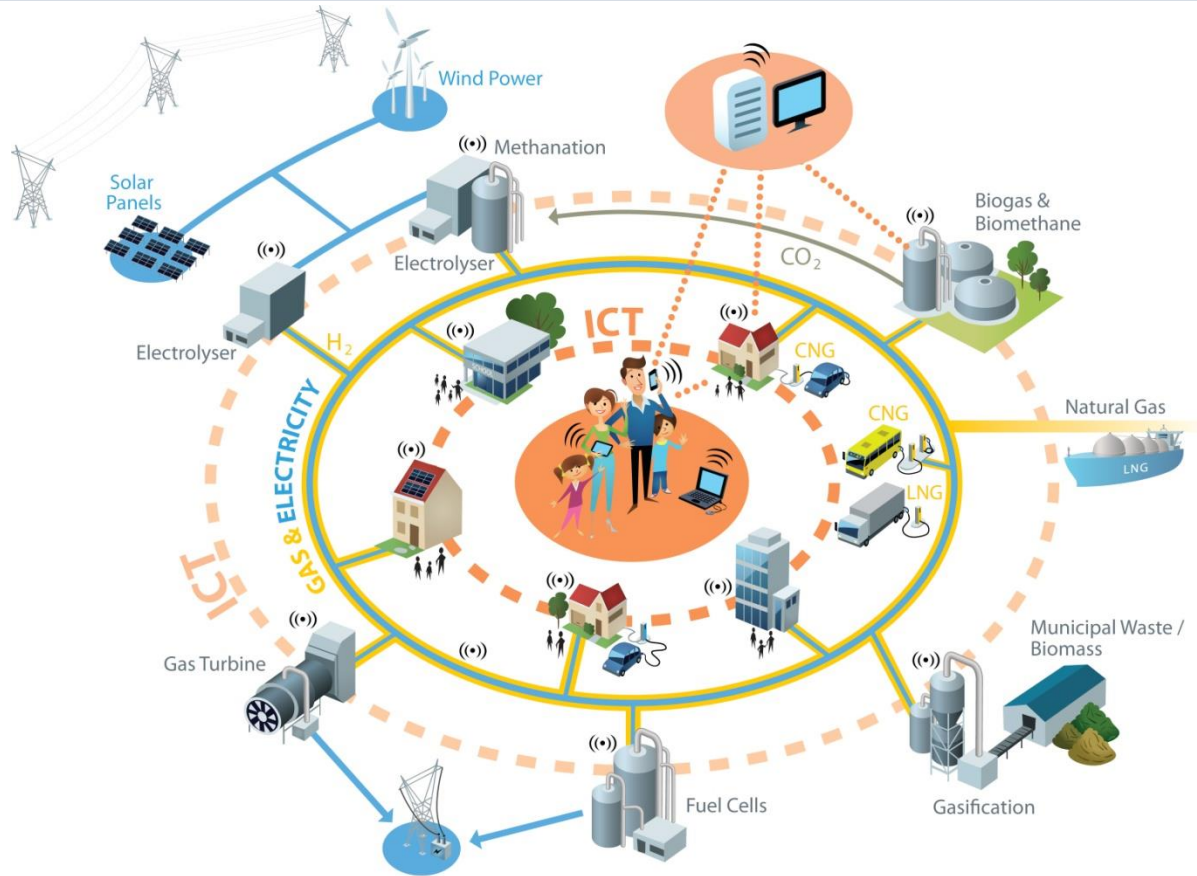 Wind Power
Methanation
Solar
Panels
Biogas &
Biomethane
CO2
Electrolyser
ICT
SCHOOL
Electrolyser
H2
CNG
GAS & ELECTRICITY
CNG
Natural Gas
LNG
LNG
ICT
Gas Turbine
Municipal Waste /
Biomass
Fuel Cells
Gasification